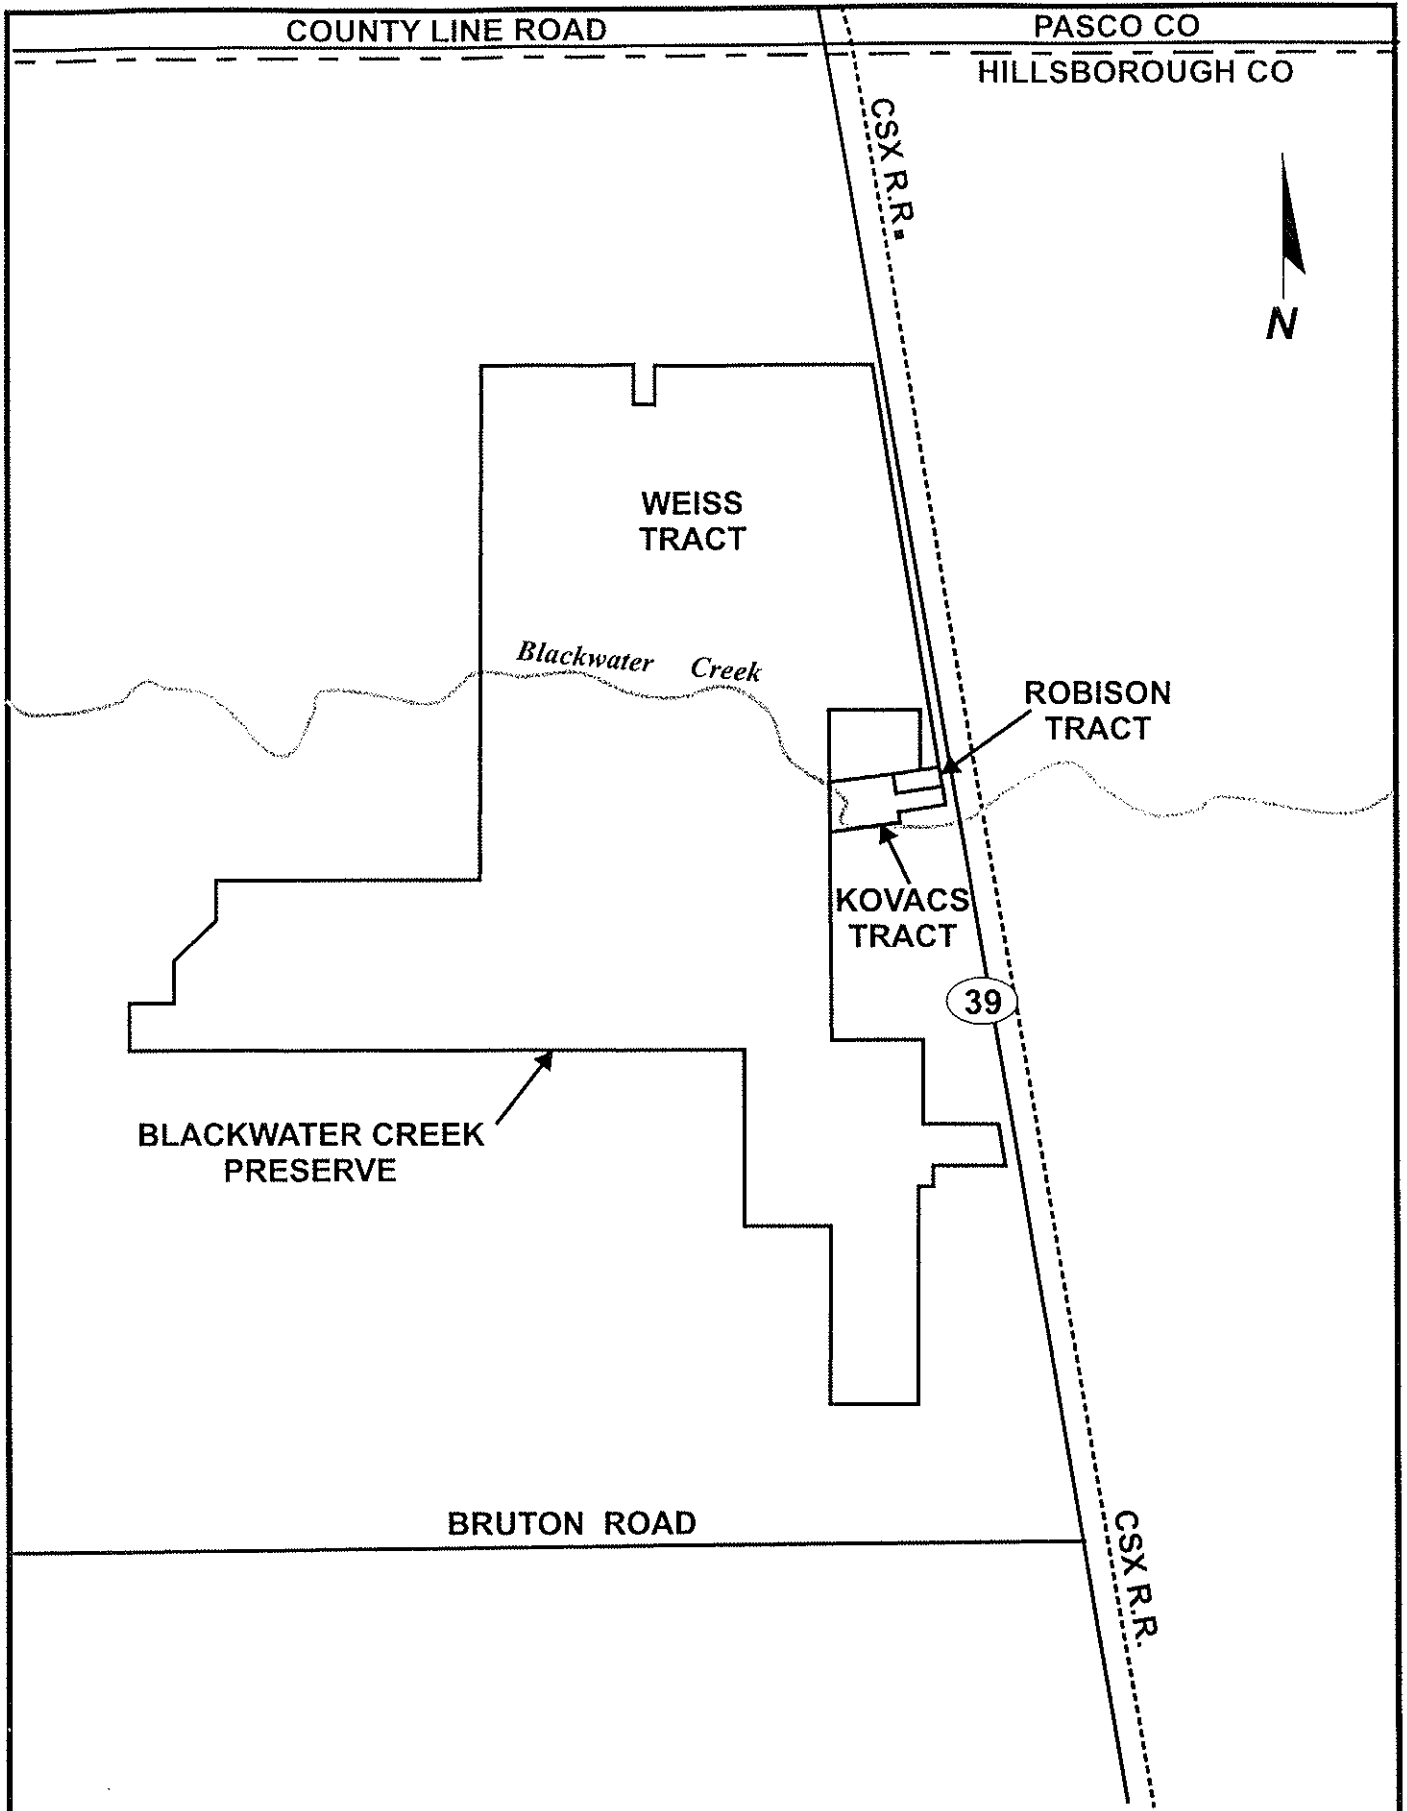 COUNTY LINE ROAD
PASCO CO
HILLSBOROUGH CO
CSX R.R.
N
WEISS
TRACT
Blackwater Creek
ROBISON
TRACT
KOVACS
TRACT
39
BLACKWATER CREEK
PRESERVE
BRUTON ROAD
CSX R.R.